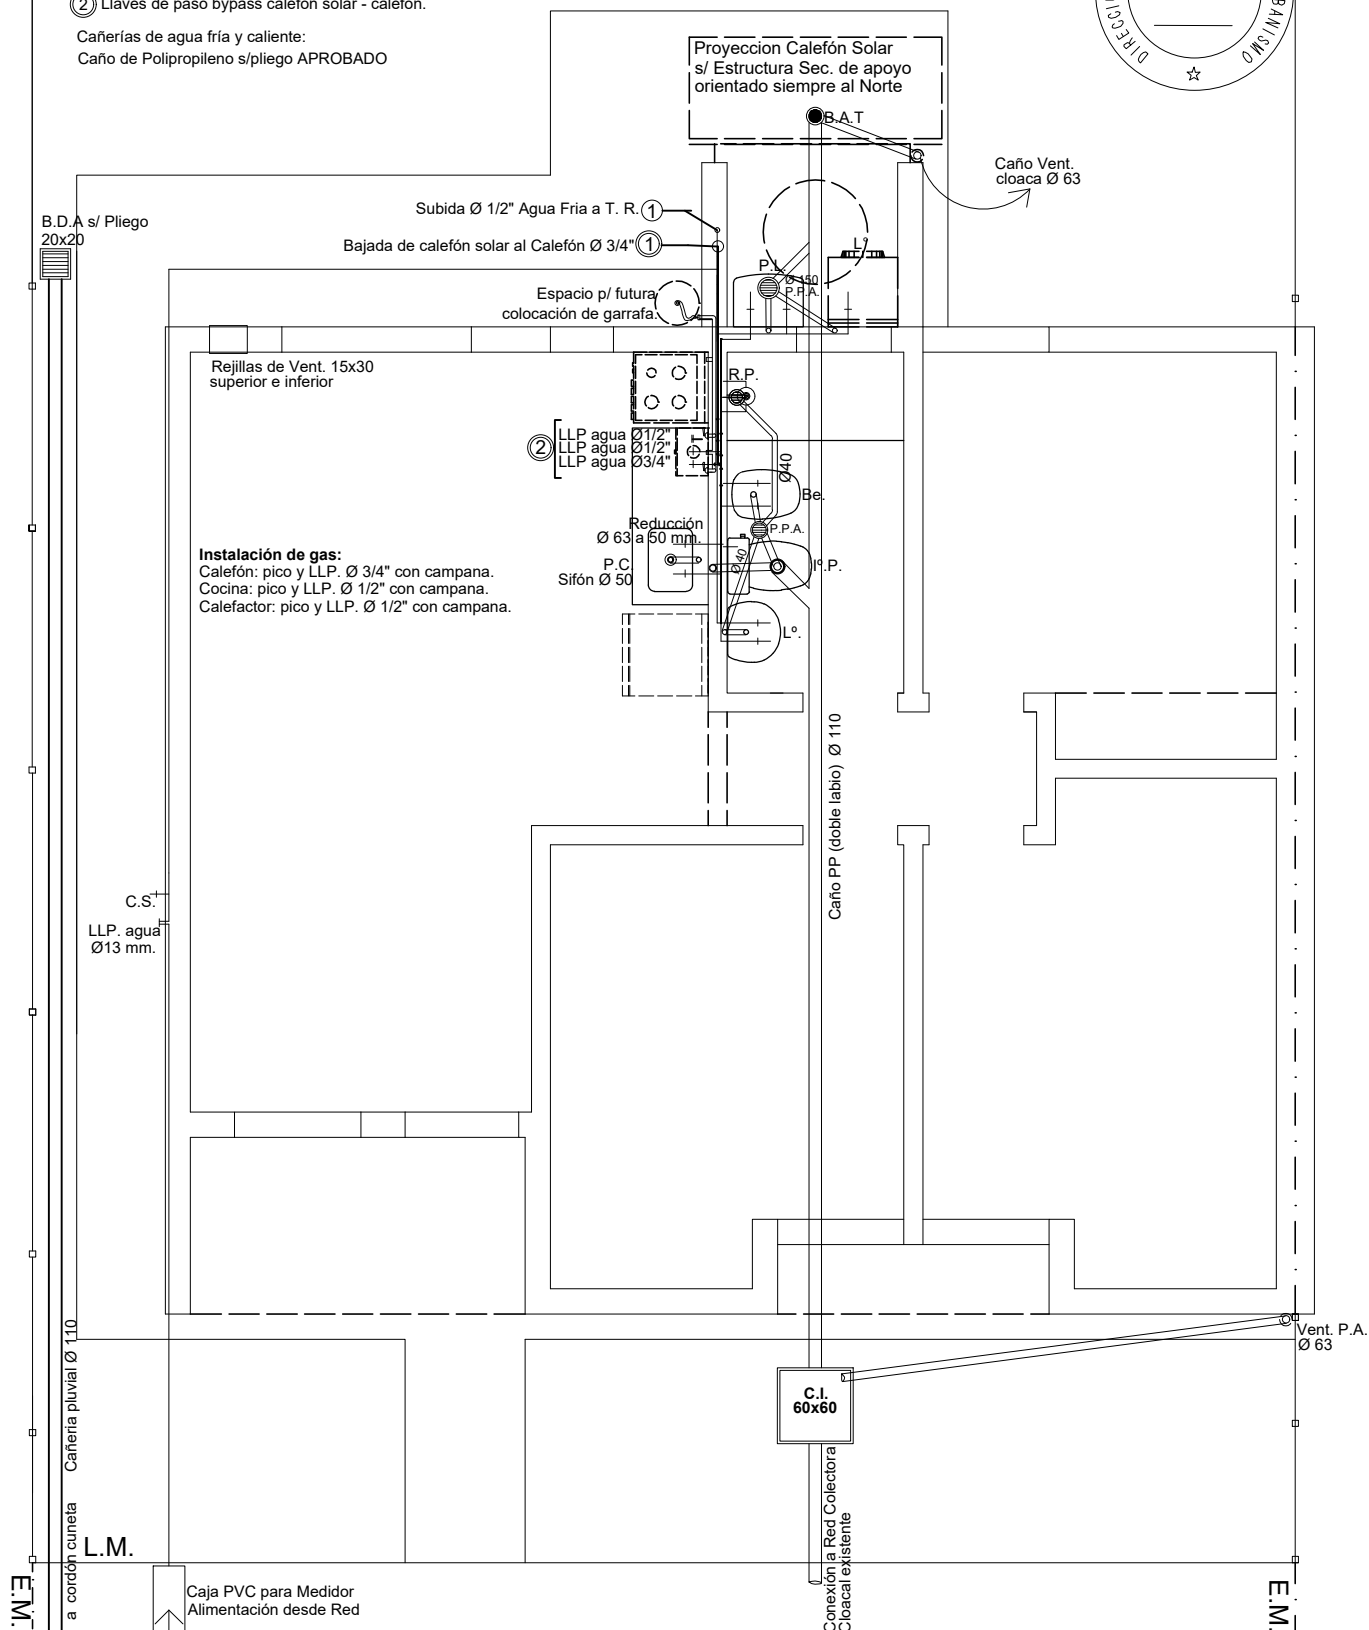 ② Llaves de paso bypass calefón solar - calefón.
Cañerías de agua fría y caliente:
Caño de Polipropileno s/pliego APROBADO
Proyeccion Calefón Solar
s/ Estructura Sec. de apoyo
orientado siempre al Norte
BANISMO
B.A.T
Caño Vent.
cloaca Ø 63
B.D.A s/ Pliego
20x20
Subida Ø 1/2" Agua Fria a T. R. ①
Bajada de calefón solar al Calefón Ø 3/4" ①
Lº
P.L.
Ø 150
P.P.A.
Espacio p/ futura
colocación de garrafa.
Rejillas de Vent. 15x30
superior e inferior
R.P.
②
LLP agua Ø1/2"
LLP agua Ø1/2"
LLP agua Ø3/4"
Ø40
Be.
Reducción
Ø 63 a 50 mm.
P.P.A.
Ø 40
P.C.
Sifón Ø 50
Iº.P.
Lº.
Instalación de gas:
Calefón: pico y LLP. Ø 3/4" con campana.
Cocina: pico y LLP. Ø 1/2" con campana.
Calefactor: pico y LLP. Ø 1/2" con campana.
Caño PP (doble labio) Ø 110
C.S.
LLP. agua
Ø13 mm.
Vent. P.A.
Ø 63
C.I.
60x60
Cañeria pluvial Ø 110
a cordón cuneta
L.M.
Conexión a Red Colectora
Cloacal existente
E.M.
Caja PVC para Medidor
Alimentación desde Red
E.M.